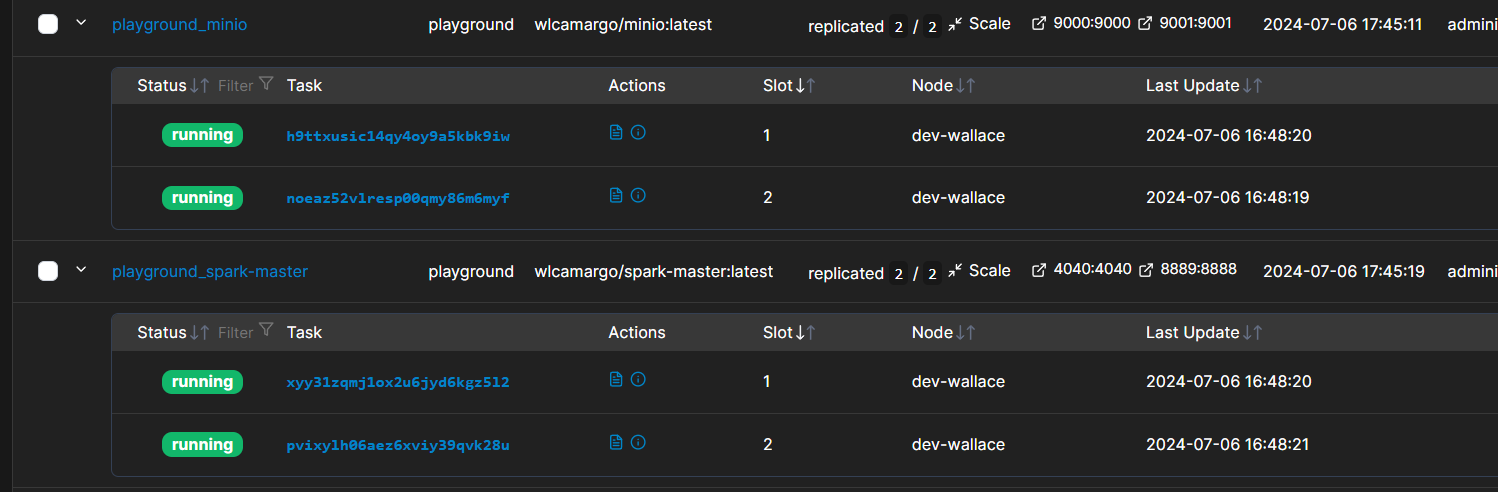 playground_minio playground wlcamargo/minio:latest replicated 2 / 2 Scale 9000:9000 9001:9001 2024-07-06 17:45:11 admini
Status Filter Task Actions Slot Node Last Update
running h9ttxusic14qy4oy9a5kbk9iw 1 dev-wallace 2024-07-06 16:48:20
running noeaz52vlresp00qmy86m6myf 2 dev-wallace 2024-07-06 16:48:19
playground_spark-master playground wlcamargo/spark-master:latest replicated 2 / 2 Scale 4040:4040 8889:8888 2024-07-06 17:45:19 admini
Status Filter Task Actions Slot Node Last Update
running xyy31zqmj1ox2u6jyd6kgz5l2 1 dev-wallace 2024-07-06 16:48:20
running pvixylh06aez6xviy39qvk28u 2 dev-wallace 2024-07-06 16:48:21